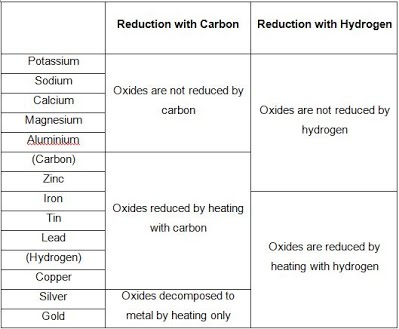 Reduction with Carbon
Reduction with Hydrogen
Potassium
Sodium
Calcium
Magnesium
Aluminium
Oxides are not reduced by
carbon
Oxides are not reduced by
hydrogen
(Carbon)
Zinc
Iron
Tin
Lead
(Hydrogen)
Copper
Oxides reduced by heating
with carbon
Oxides are reduced by
heating with hydrogen
Silver
Gold
Oxides decomposed to
metal by heating only